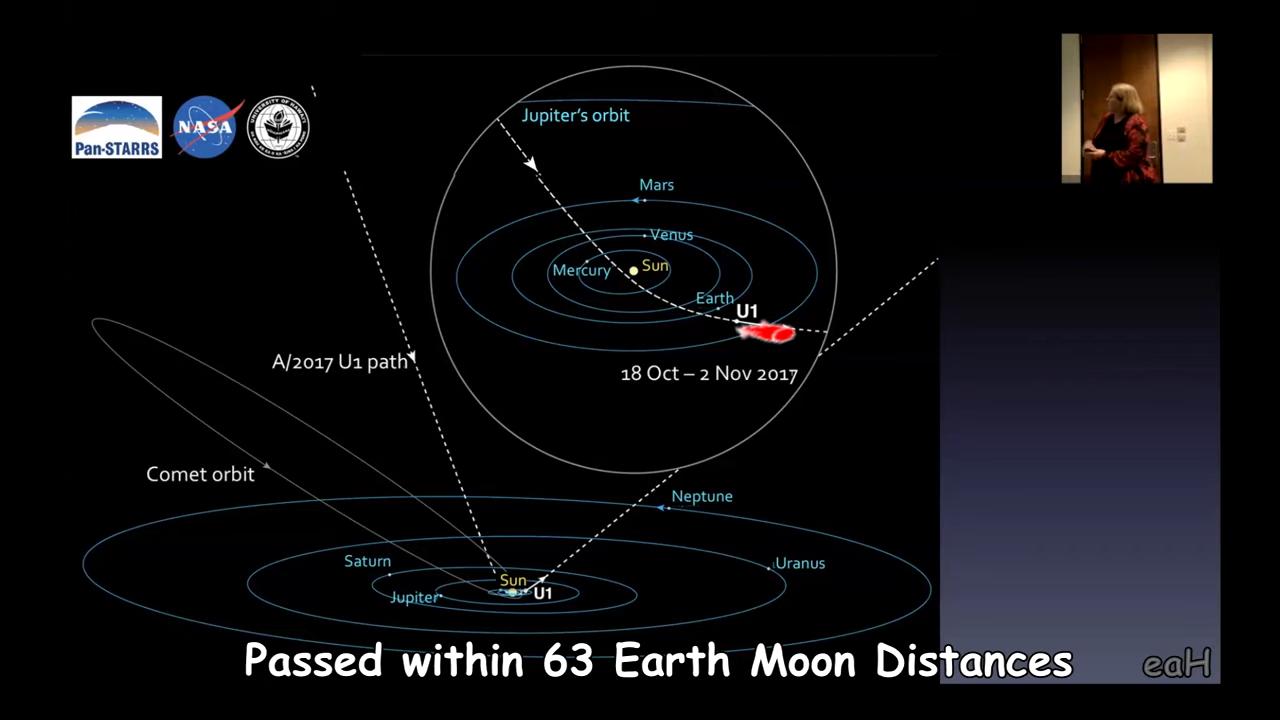 Jupiter's orbit
Pan-STARRS
NASA
Mars
Venus
Mercury
Sun
Earth
U1
A/2017 U1 path
18 Oct – 2 Nov 2017
Comet orbit
Neptune
Saturn
Uranus
Sun
Jupiter
U1
Passed within 63 Earth Moon Distances
eaH